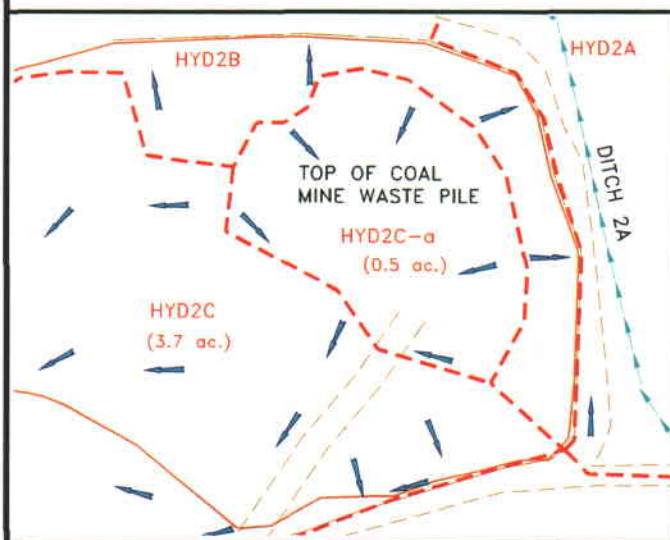 HYD2B
HYD2A
DITCH 2A
TOP OF COAL
MINE WASTE PILE
HYD2C-a
(0.5 ac.)
HYD2C
(3.7 ac.)